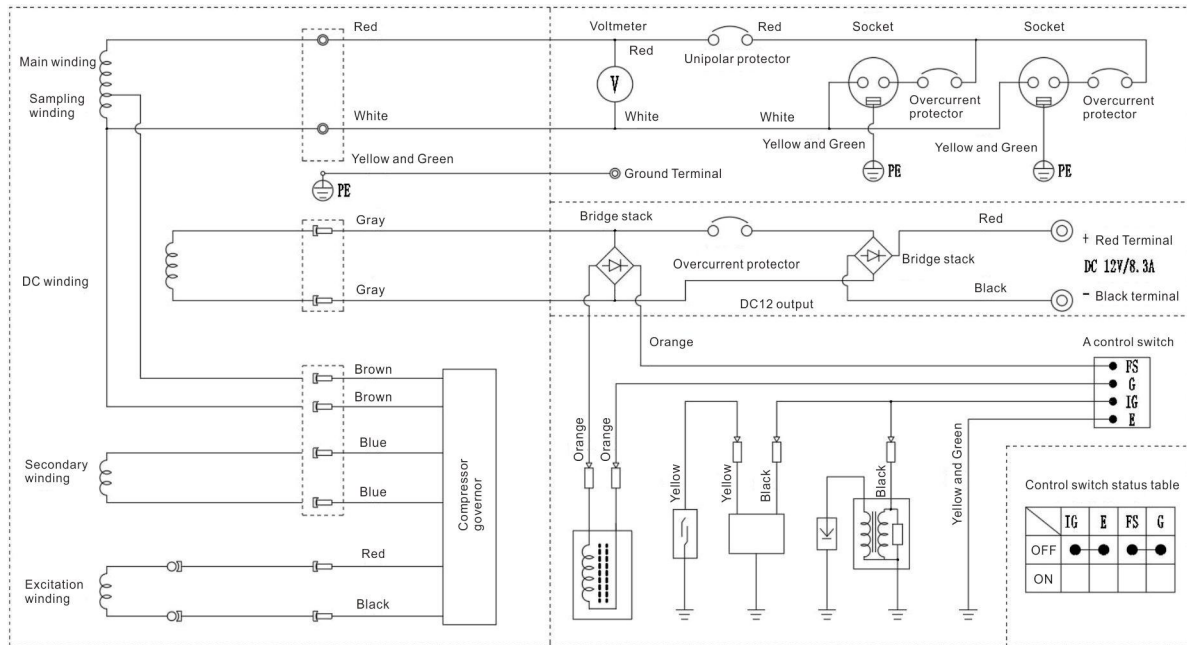 Red
Voltmeter
Red
Socket
Socket
Main winding
Red
Unipolar protector
V
Sampling
winding
Overcurrent
protector
Overcurrent
protector
White
White
White
Yellow and Green
Yellow and Green
Yellow and Green
PE
Ground Terminal
PE
PE
Gray
Bridge stack
Red
+ Red Terminal
DC winding
Overcurrent protector
Bridge stack
DC 12V/8.3A
Gray
Black
- Black terminal
DC12 output
Orange
A control switch
FS
G
IG
E
Brown
Brown
Blue
Blue
Secondary
winding
Compressor
governor
Orange
Orange
Yellow
Yellow
Black
Black
Yellow and Green
Red
Excitation
winding
Black
Control switch status table
IG E FS G
OFF
ON